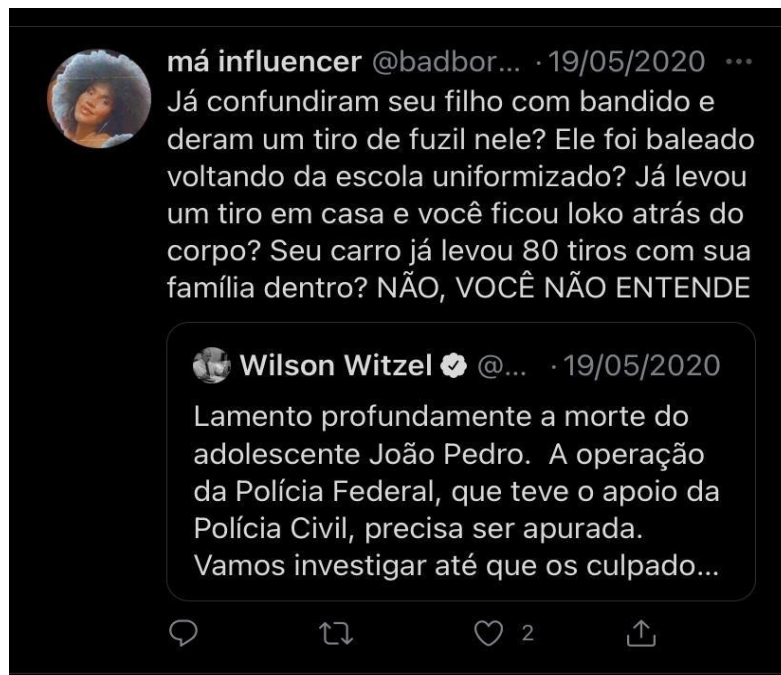 má influencer @badbor... · 19/05/2020 ...
Já confundiram seu filho com bandido e
deram um tiro de fuzil nele? Ele foi baleado
voltando da escola uniformizado? Já levou
um tiro em casa e você ficou loko atrás do
corpo? Seu carro já levou 80 tiros com sua
família dentro? NÃO, VOCÊ NÃO ENTENDE
Wilson Witzel @... · 19/05/2020
Lamento profundamente a morte do
adolescente João Pedro.  A operação
da Polícia Federal, que teve o apoio da
Polícia Civil, precisa ser apurada.
Vamos investigar até que os culpado...
2